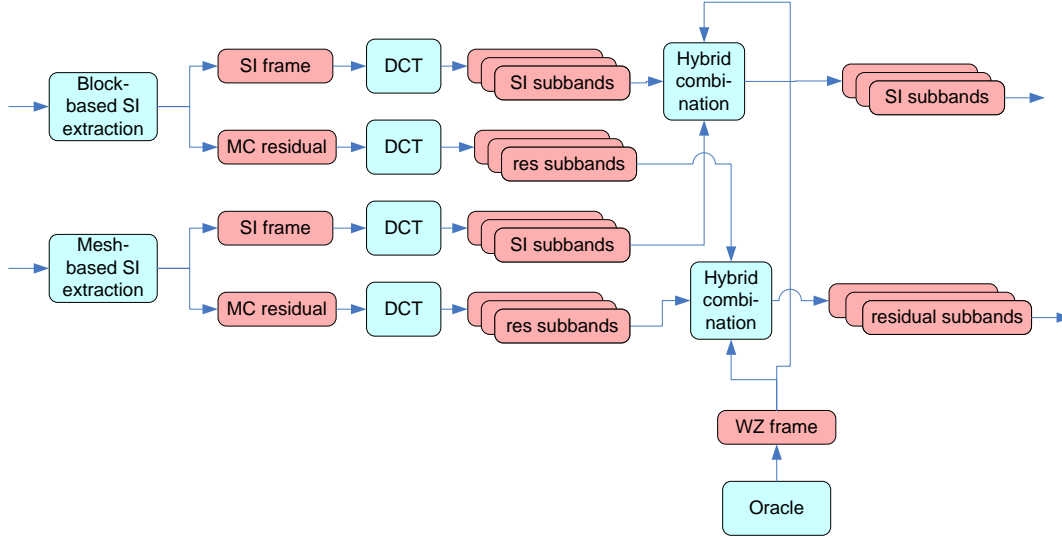 Block-
based SI
extraction
SI frame
DCT
SI subbands
Hybrid
combi-
nation
SI subbands
MC residual
DCT
res subbands
Mesh-
based SI
extraction
SI frame
DCT
SI subbands
MC residual
DCT
res subbands
Hybrid
combi-
nation
residual subbands
WZ frame
Oracle